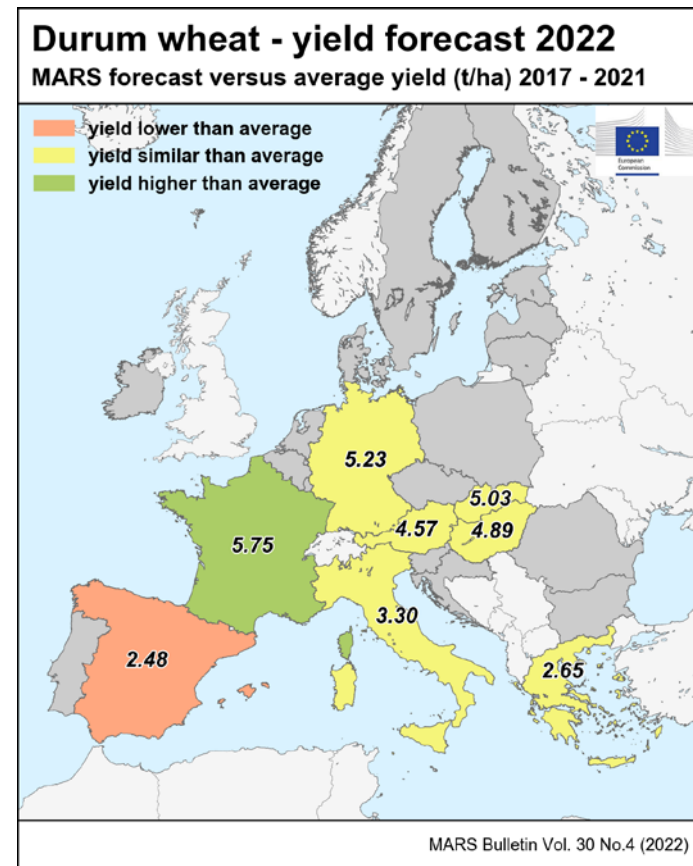 Durum wheat - yield forecast 2022
MARS forecast versus average yield (t/ha) 2017 - 2021
yield lower than average
yield similar than average
yield higher than average
European
Commission
5.23
5.03
4.57
4.89
5.75
3.30
2.48
2.65
MARS Bulletin Vol. 30 No.4 (2022)